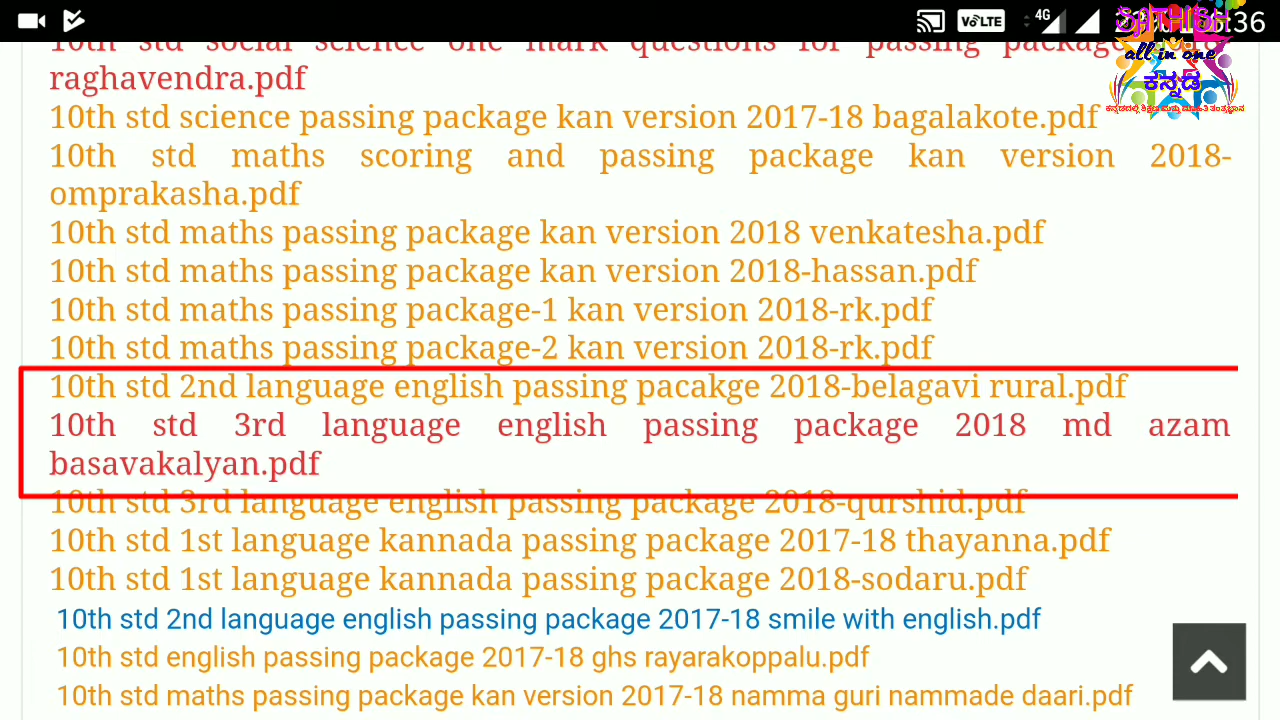 VoLTE 4G 36
SATHISH
all in one
ಕನ್ನಡ
10th std social science one mark questions for passing package
raghavendra.pdf
10th std science passing package kan version 2017-18 bagalakote.pdf
10th std maths scoring and passing package kan version 2018-
omprakasha.pdf
10th std maths passing package kan version 2018 venkatesha.pdf
10th std maths passing package kan version 2018-hassan.pdf
10th std maths passing package-1 kan version 2018-rk.pdf
10th std maths passing package-2 kan version 2018-rk.pdf
10th std 2nd language english passing pacakge 2018-belagavi rural.pdf
10th std 3rd language english passing package 2018 md azam
basavakalyan.pdf
10th std 3rd language english passing package 2018-qurshid.pdf
10th std 1st language kannada passing package 2017-18 thayanna.pdf
10th std 1st language kannada passing package 2018-sodaru.pdf
10th std 2nd language english passing package 2017-18 smile with english.pdf
10th std english passing package 2017-18 ghs rayarakoppalu.pdf
10th std maths passing package kan version 2017-18 namma guri nammade daari.pdf